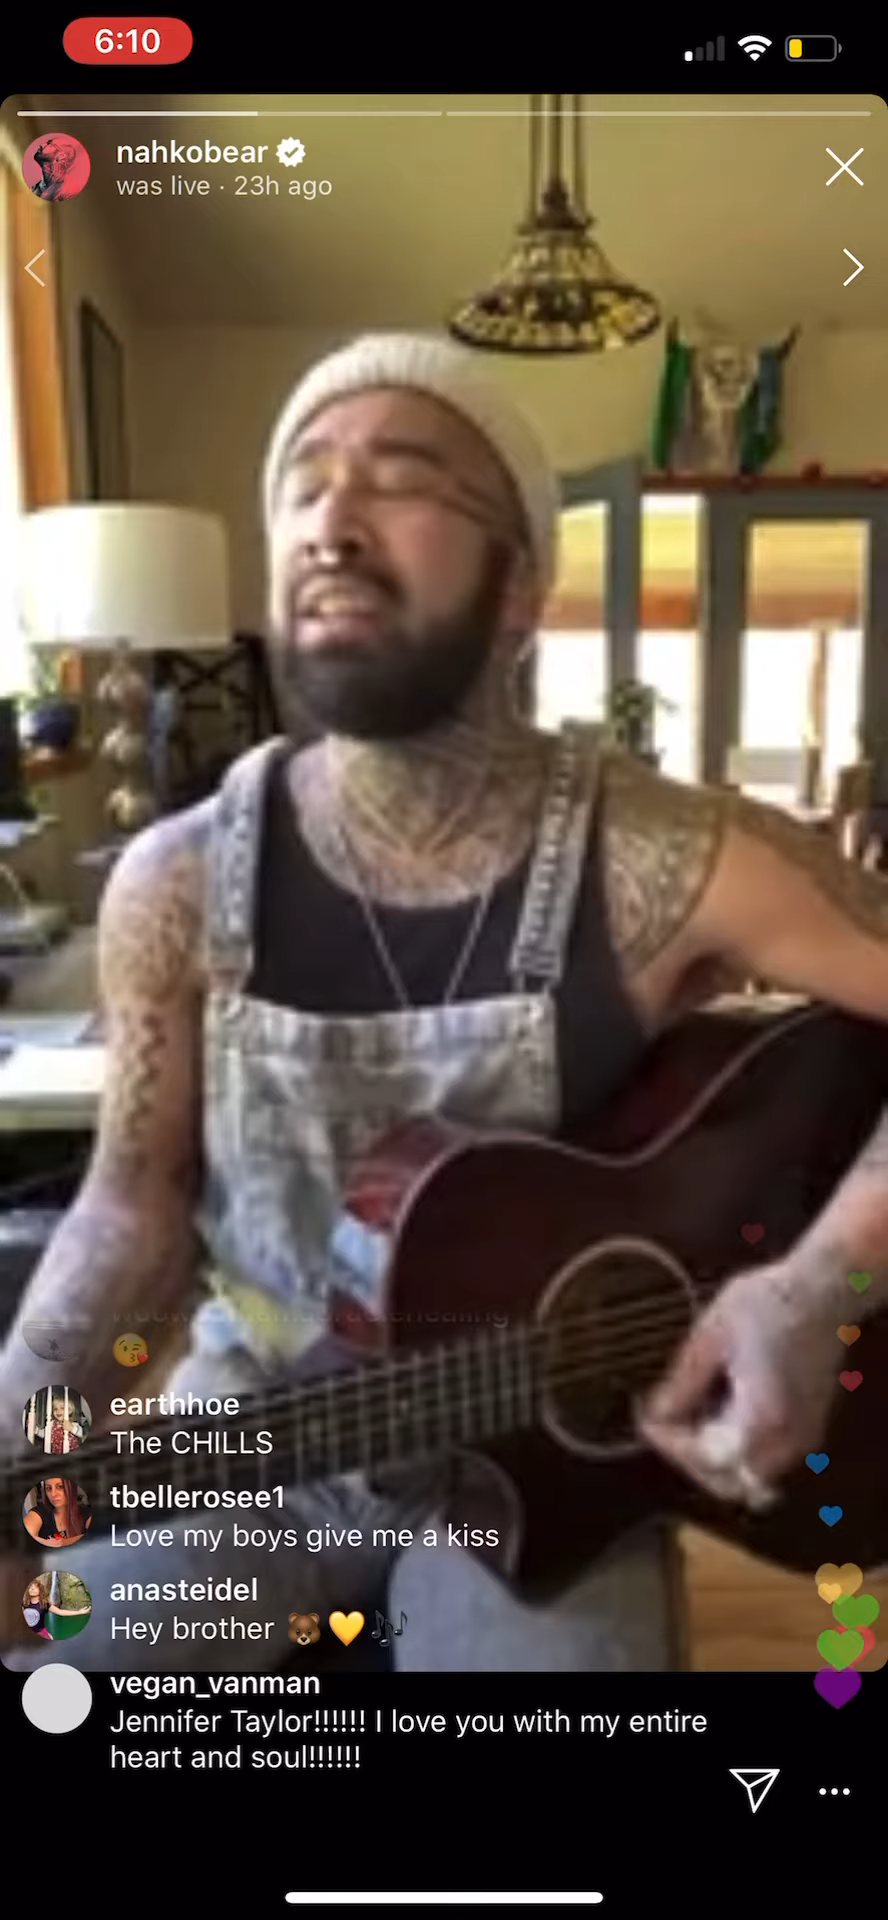 6:10
nahkobear
was live · 23h ago
earthhoe
The CHILLS
tbellerosee1
Love my boys give me a kiss
anasteidel
Hey brother 🐻💛🎶
vegan_vanman
Jennifer Taylor!!!!!! I love you with my entire
heart and soul!!!!!!